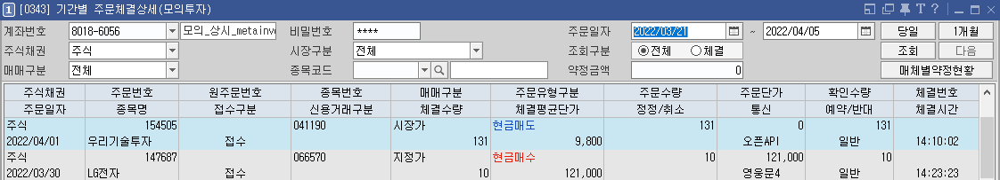 1 [0343] 기간별 주문체결상세(모의투자)
계좌번호 8018-6056 모의_상시_metainv 비밀번호 **** 주문일자 2022/03/21 ~ 2022/04/05 당일 1개월
주식채권 주식 시장구분 전체 조회구분 전체 체결 조회 다음
매매구분 전체 종목코드 약정금액 0 매체별약정현황
주식채권 주문번호 원주문번호 종목번호 매매구분 주문유형구분 주문수량 주문단가 확인수량 체결번호
주문일자 종목명 접수구분 신용거래구분 체결수량 체결평균단가 정정/취소 통신 예약/반대 체결시간
주식 154505 041190 시장가 현금매도 131 0 131
2022/04/01 우리기술투자 접수 131 9,800 오픈API 일반 14:10:02
주식 147687 066570 지정가 현금매수 10 121,000 10
2022/03/30 LG전자 접수 10 121,000 영웅문4 일반 14:23:23